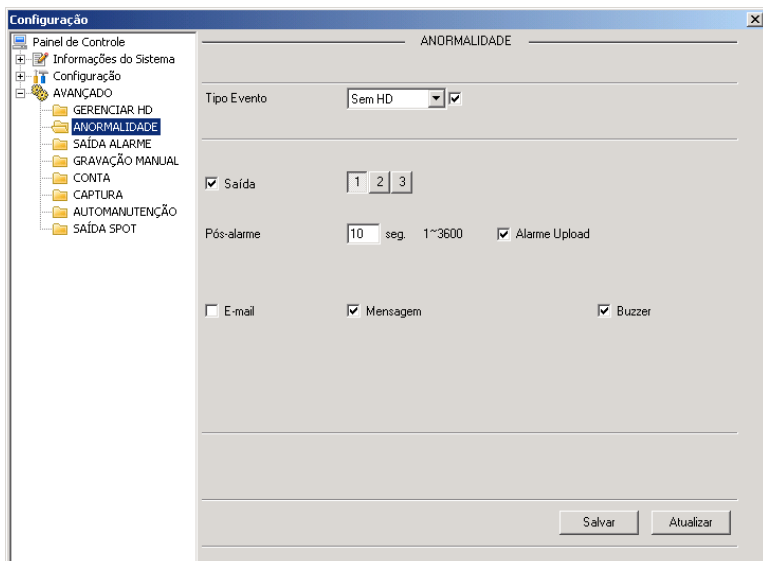 Configuração
Painel de Controle
Informações do Sistema
Configuração
AVANÇADO
GERENCIAR HD
ANORMALIDADE
SAÍDA ALARME
GRAVAÇÃO MANUAL
CONTA
CAPTURA
AUTOMANUTENÇÃO
SAÍDA SPOT
ANORMALIDADE
Tipo Evento Sem HD
Saída 1 2 3
Pós-alarme 10 seg. 1~3600 Alarme Upload
E-mail Mensagem Buzzer
Salvar Atualizar